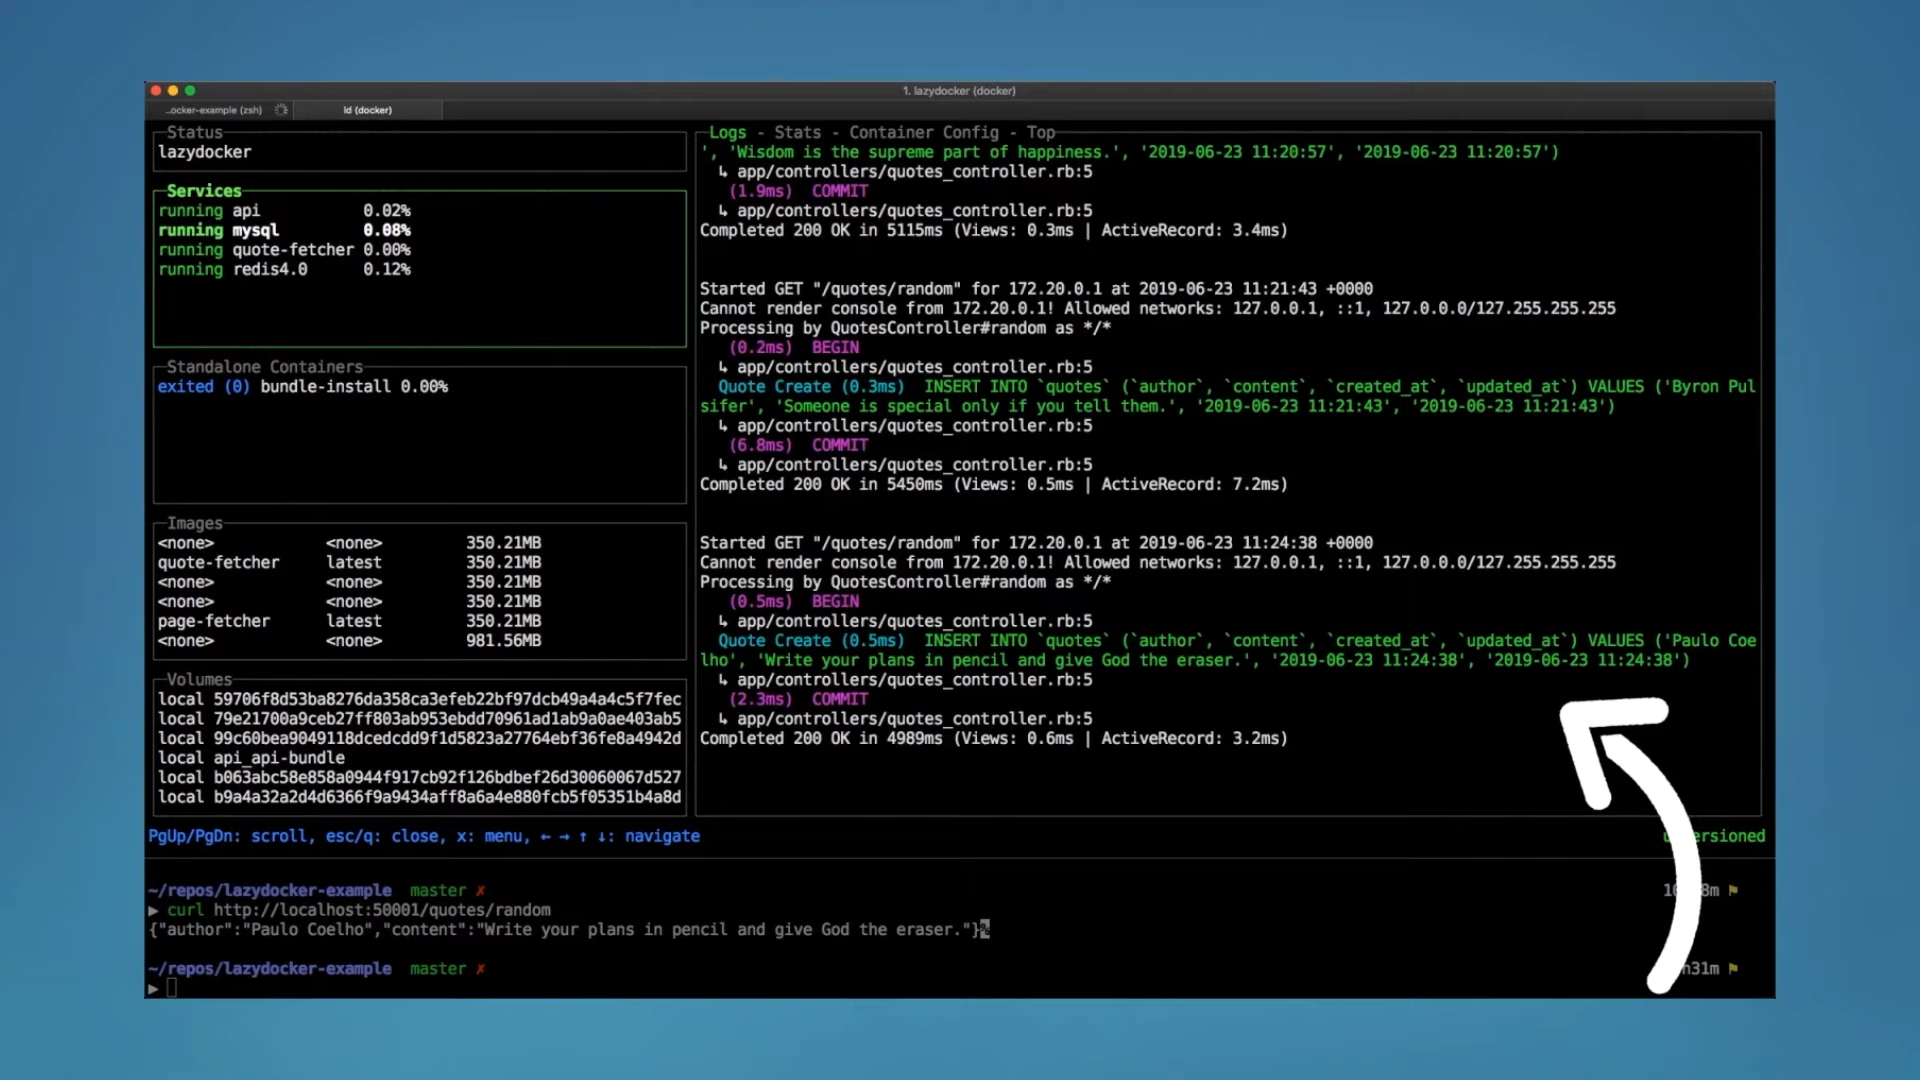 1. lazydocker (docker)
..ocker-example (zsh)
ld (docker)
Status
lazydocker
Services
running api 0.02%
running mysql 0.08%
running quote-fetcher 0.00%
running redis4.0 0.12%
Standalone Containers
exited (0) bundle-install 0.00%
Images
<none> <none> 350.21MB
quote-fetcher latest 350.21MB
<none> <none> 350.21MB
<none> <none> 350.21MB
page-fetcher latest 350.21MB
<none> <none> 981.56MB
Volumes
local 59706f8d53ba8276da358ca3efeb22bf97dcb49a4a4c5f7fec
local 79e21700a9ceb27ff803ab953ebdd70961ad1ab9a0ae403ab5
local 99c60bea9049118dcedcdd9f1d5823a27764ebf36fe8a4942d
local api_api-bundle
local b063abc58e858a0944f917cb92f126bdbef26d30060067d527
local b9a4a32a2d4d6366f9a9434aff8a6a4e880fcb5f05351b4a8d
Logs - Stats - Container Config - Top
', 'Wisdom is the supreme part of happiness.', '2019-06-23 11:20:57', '2019-06-23 11:20:57')
↳ app/controllers/quotes_controller.rb:5
(1.9ms) COMMIT
↳ app/controllers/quotes_controller.rb:5
Completed 200 OK in 5115ms (Views: 0.3ms | ActiveRecord: 3.4ms)
Started GET "/quotes/random" for 172.20.0.1 at 2019-06-23 11:21:43 +0000
Cannot render console from 172.20.0.1! Allowed networks: 127.0.0.1, ::1, 127.0.0.0/127.255.255.255
Processing by QuotesController#random as */*
(0.2ms) BEGIN
↳ app/controllers/quotes_controller.rb:5
Quote Create (0.3ms) INSERT INTO `quotes` (`author`, `content`, `created_at`, `updated_at`) VALUES ('Byron Pul
sifer', 'Someone is special only if you tell them.', '2019-06-23 11:21:43', '2019-06-23 11:21:43')
↳ app/controllers/quotes_controller.rb:5
(6.8ms) COMMIT
↳ app/controllers/quotes_controller.rb:5
Completed 200 OK in 5450ms (Views: 0.5ms | ActiveRecord: 7.2ms)
Started GET "/quotes/random" for 172.20.0.1 at 2019-06-23 11:24:38 +0000
Cannot render console from 172.20.0.1! Allowed networks: 127.0.0.1, ::1, 127.0.0.0/127.255.255.255
Processing by QuotesController#random as */*
(0.5ms) BEGIN
↳ app/controllers/quotes_controller.rb:5
Quote Create (0.5ms) INSERT INTO `quotes` (`author`, `content`, `created_at`, `updated_at`) VALUES ('Paulo Coe
lho', 'Write your plans in pencil and give God the eraser.', '2019-06-23 11:24:38', '2019-06-23 11:24:38')
↳ app/controllers/quotes_controller.rb:5
(2.3ms) COMMIT
↳ app/controllers/quotes_controller.rb:5
Completed 200 OK in 4989ms (Views: 0.6ms | ActiveRecord: 3.2ms)
PgUp/PgDn: scroll, esc/q: close, x: menu, ← → ↑ ↓: navigate
~/repos/lazydocker-example master ✗
▶ curl http://localhost:50001/quotes/random
{"author":"Paulo Coelho","content":"Write your plans in pencil and give God the eraser."}%
~/repos/lazydocker-example master ✗
▶